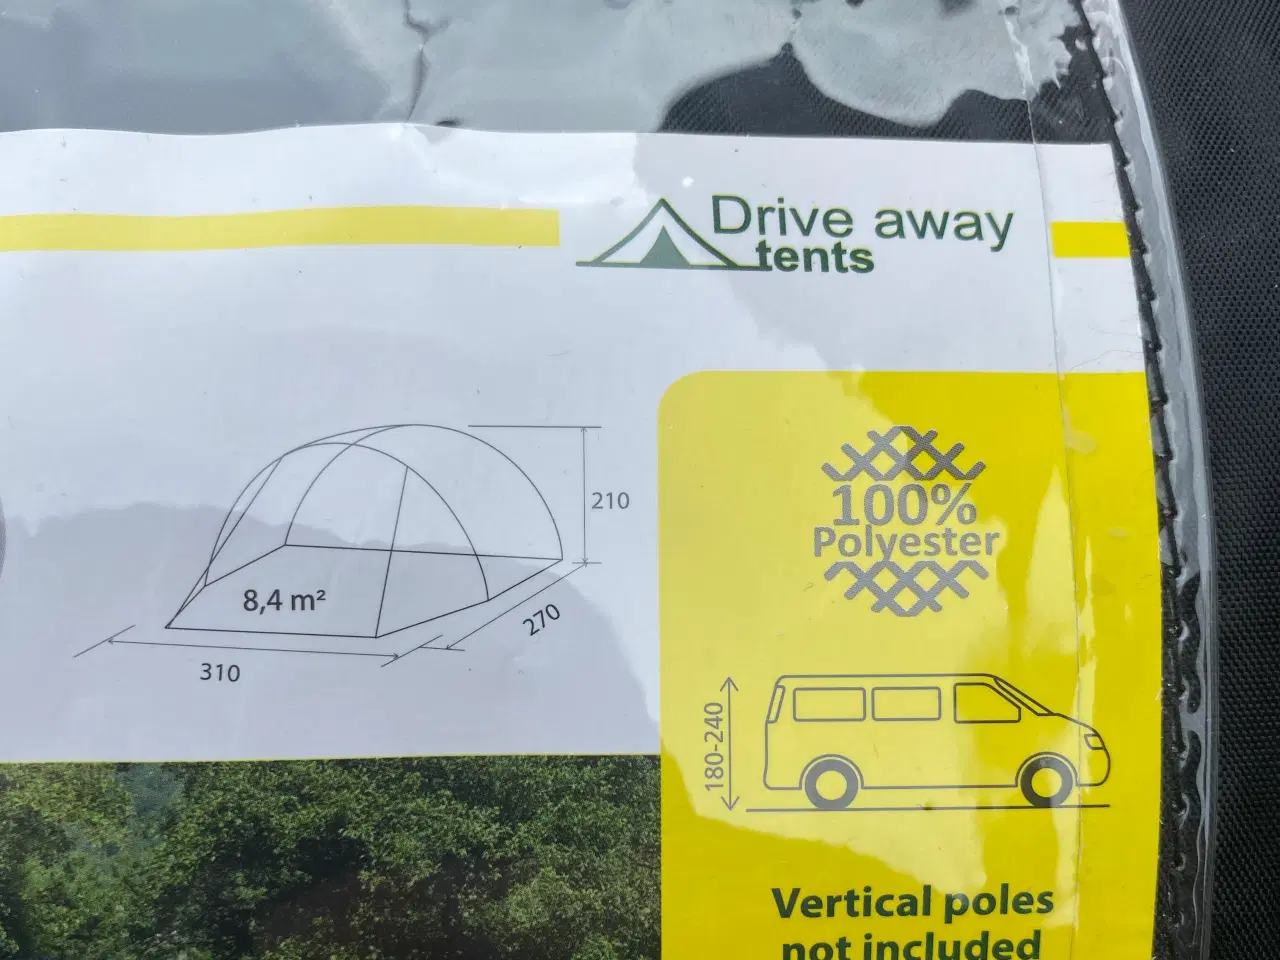 Drive away
tents
210
8,4 m²
270
310
100%
Polyester
180-240
Vertical poles
not included